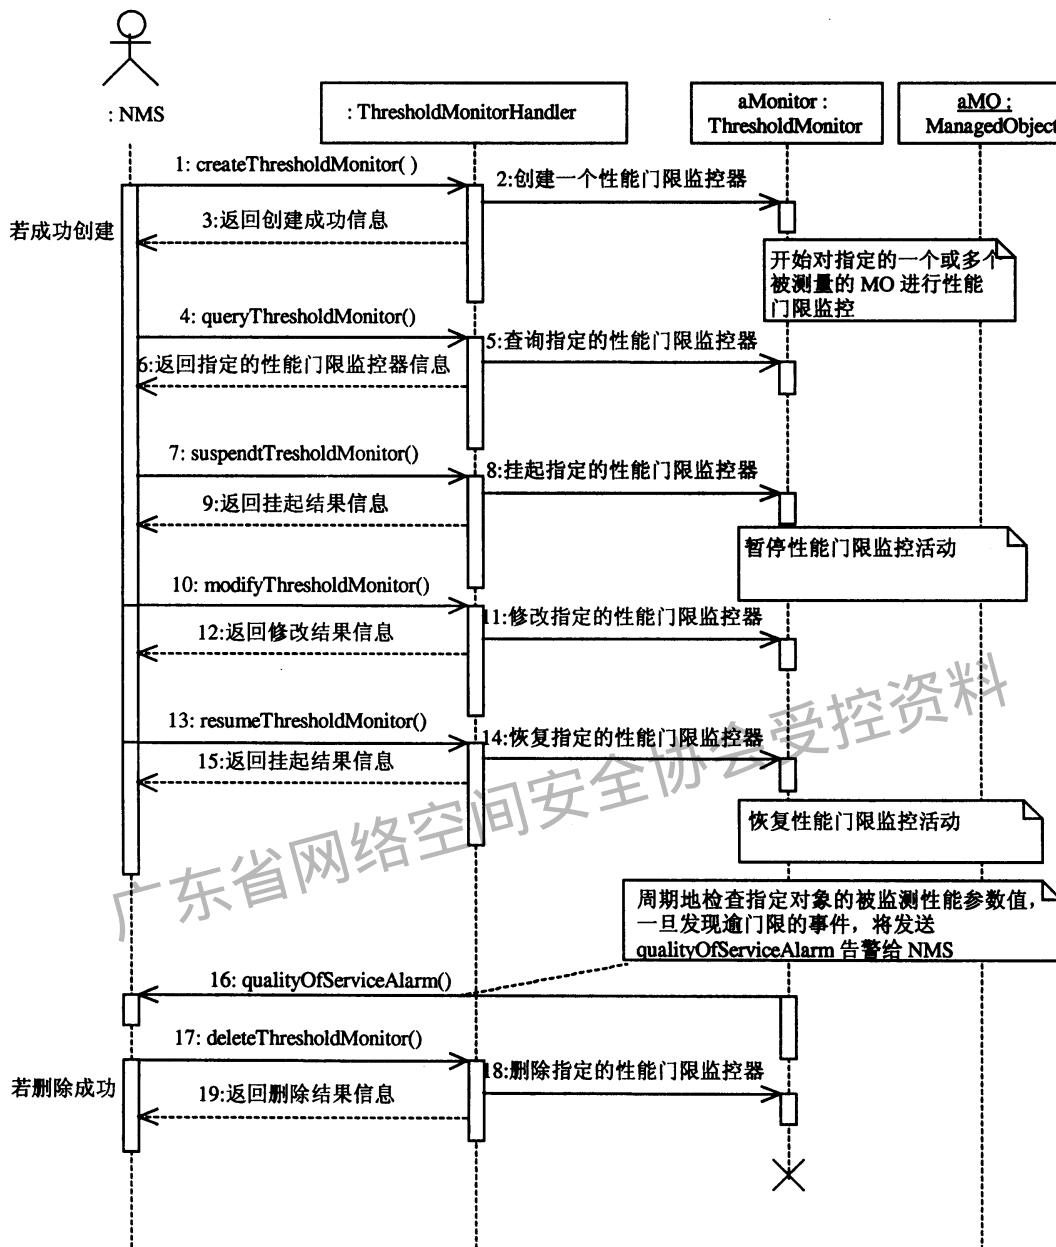 : NMS
: ThresholdMonitorHandler
aMonitor :
ThresholdMonitor
aMO :
ManagedObject
1: createThresholdMonitor( )
2:创建一个性能门限监控器
若成功创建
3:返回创建成功信息
开始对指定的一个或多个
被测量的 MO 进行性能
门限监控
4: queryThresholdMonitor()
5:查询指定的性能门限监控器
6:返回指定的性能门限监控器信息
7: suspendtTresholdMonitor()
8:挂起指定的性能门限监控器
9:返回挂起结果信息
暂停性能门限监控活动
10: modifyThresholdMonitor()
11:修改指定的性能门限监控器
12:返回修改结果信息
13: resumeThresholdMonitor()
14:恢复指定的性能门限监控器
15:返回挂起结果信息
恢复性能门限监控活动
广东省网络空间安全协会受控资料
周期地检查指定对象的被监测性能参数值，
一旦发现逾门限的事件，将发送
qualityOfServiceAlarm 告警给 NMS
16: qualityOfServiceAlarm()
17: deleteThresholdMonitor()
18:删除指定的性能门限监控器
若删除成功
19:返回删除结果信息